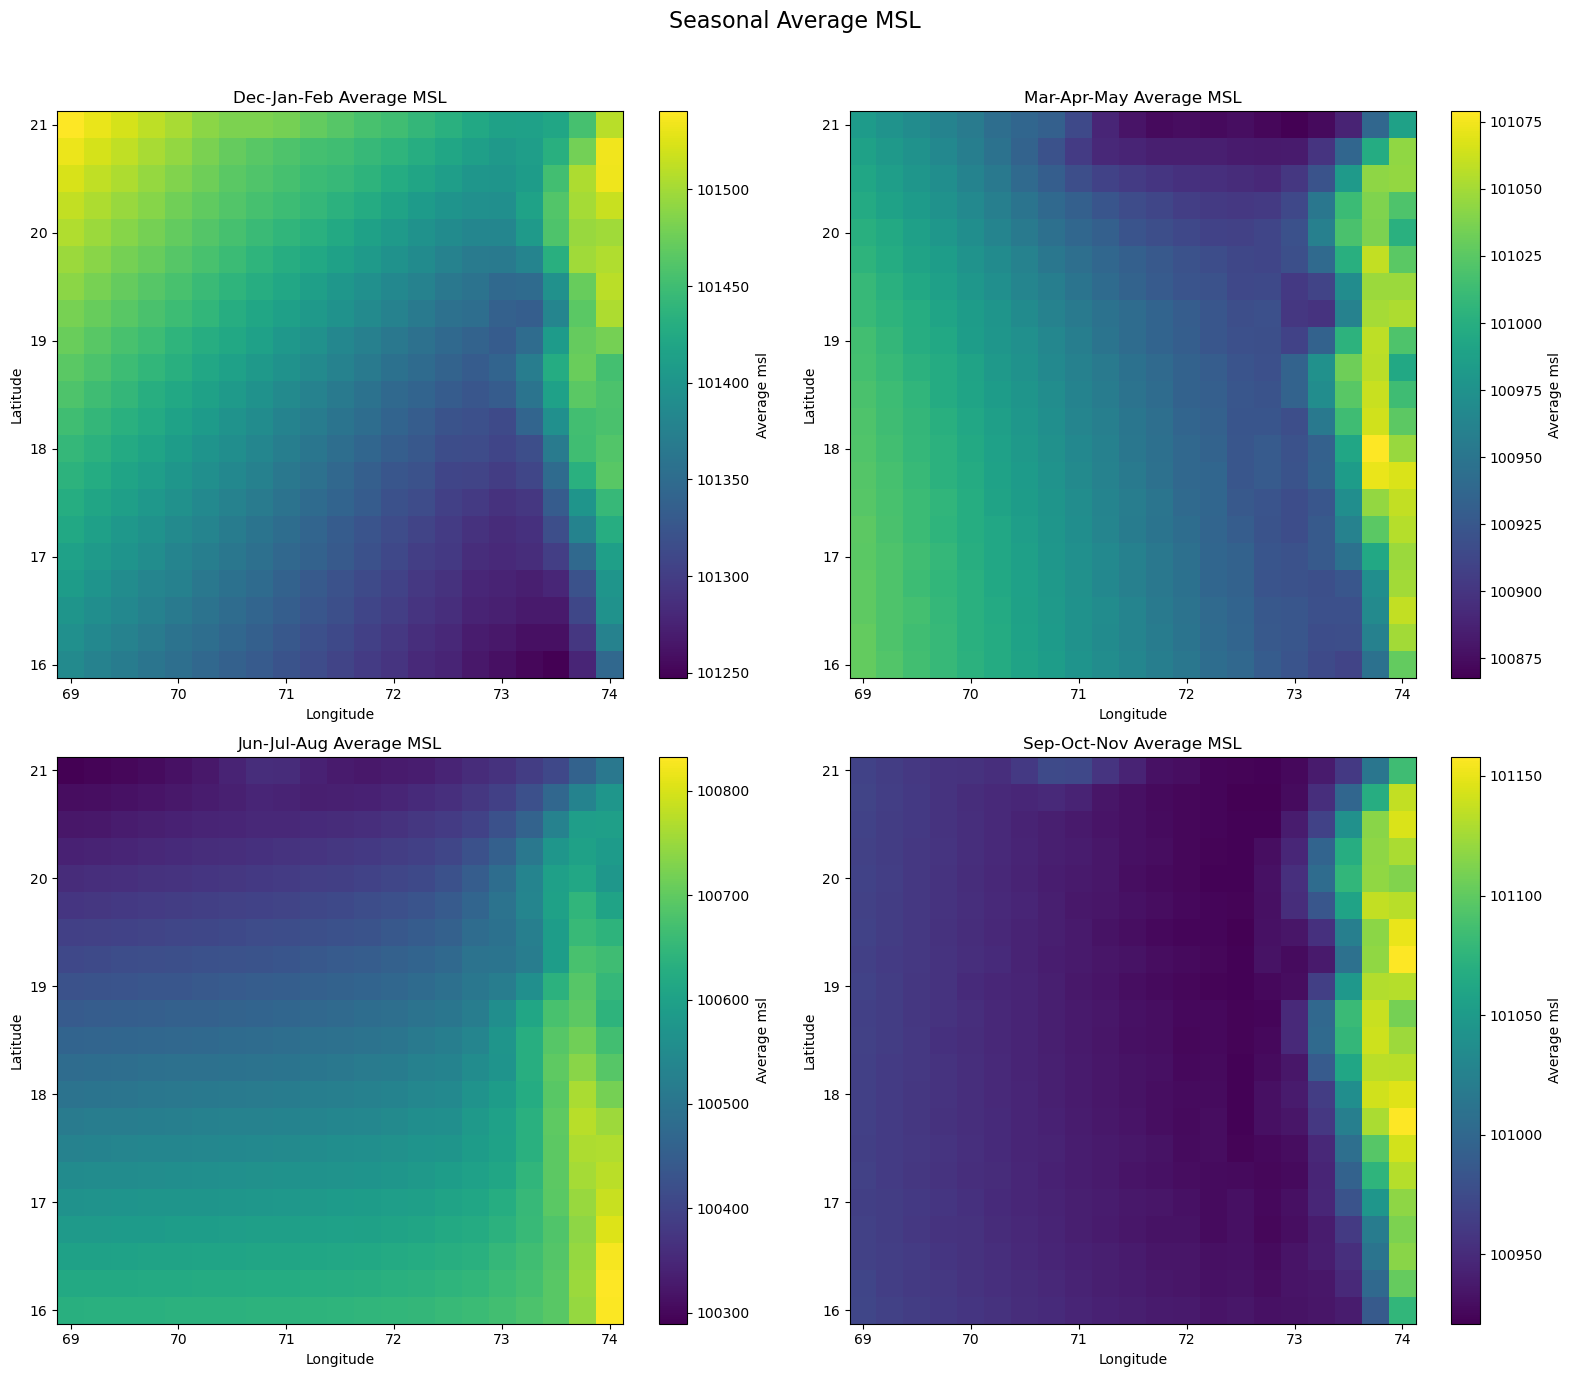 Seasonal Average MSL
Dec-Jan-Feb Average MSL
21
20
19
18
17
16
Latitude
69 70 71 72 73 74
Longitude
101500
101450
101400
101350
101300
101250
Average msl
Mar-Apr-May Average MSL
21
20
19
18
17
16
Latitude
69 70 71 72 73 74
Longitude
101075
101050
101025
101000
100975
100950
100925
100900
100875
Average msl
Jun-Jul-Aug Average MSL
21
20
19
18
17
16
Latitude
69 70 71 72 73 74
Longitude
100800
100700
100600
100500
100400
100300
Average msl
Sep-Oct-Nov Average MSL
21
20
19
18
17
16
Latitude
69 70 71 72 73 74
Longitude
101150
101100
101050
101000
100950
Average msl